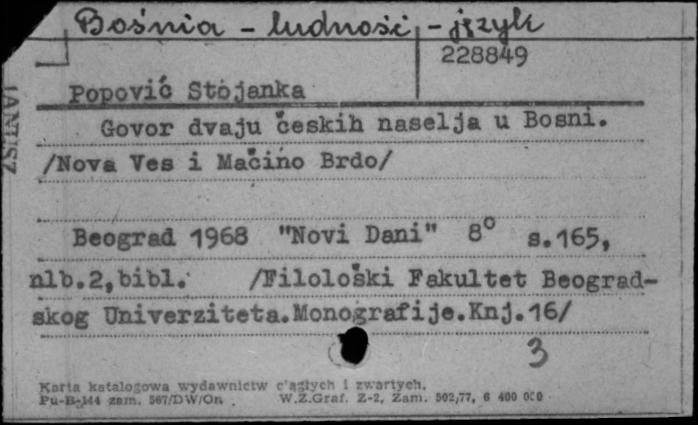 Bośnia - ludność - język
228849
Popović Stojanka
Govor dvaju českih naselja u Bosni.
/Nova Ves i Mačino Brdo/
Beograd 1968 "Novi Dani" 8° s.165,
nlb.2,bibl. /Filološki Fakultet Beograd-
skog Univerziteta.Monografije.Knj.16/
3
Karta katalogowa wydawnictw ciągłych i zwartych.
Pu-B-144 zam. 567/DW/On W.Z.Graf. Z-2, Zam. 502,77, 6 400 000